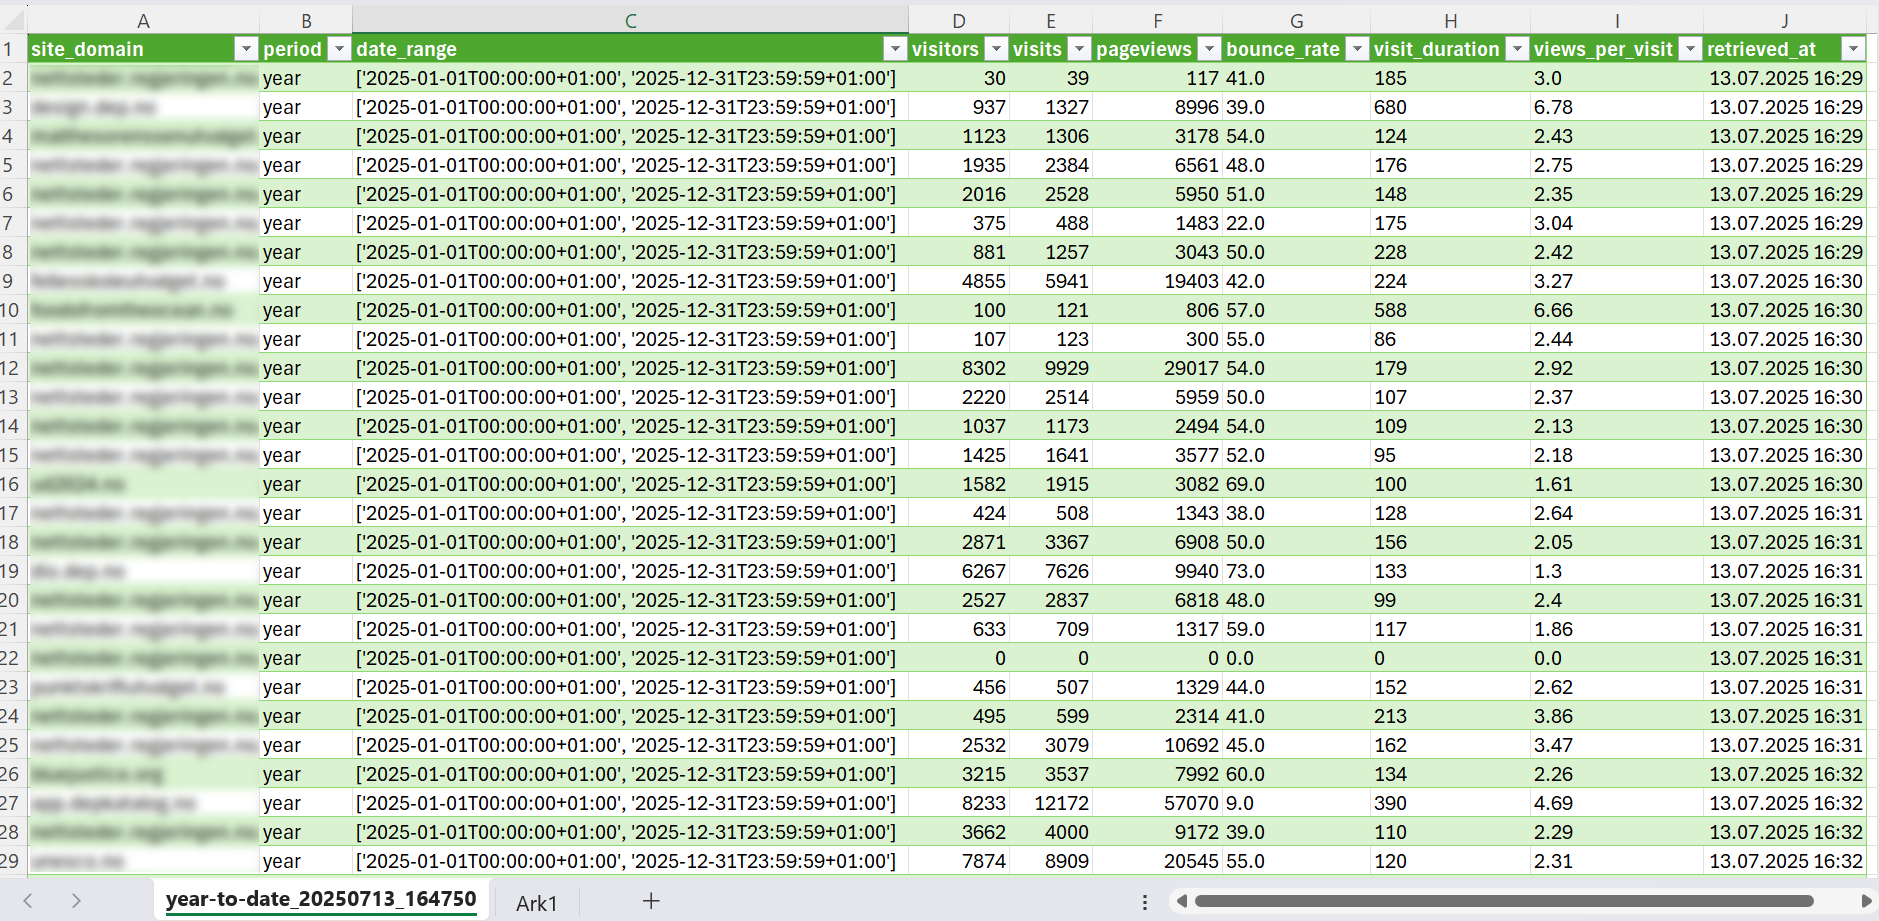 A B C D E F G H I J
1 site_domain period date_range visitors visits pageviews bounce_rate visit_duration views_per_visit retrieved_at
2 year ['2025-01-01T00:00:00+01:00', '2025-12-31T23:59:59+01:00'] 30 39 117 41.0 185 3.0 13.07.2025 16:29
3 year ['2025-01-01T00:00:00+01:00', '2025-12-31T23:59:59+01:00'] 937 1327 8996 39.0 680 6.78 13.07.2025 16:29
4 year ['2025-01-01T00:00:00+01:00', '2025-12-31T23:59:59+01:00'] 1123 1306 3178 54.0 124 2.43 13.07.2025 16:29
5 year ['2025-01-01T00:00:00+01:00', '2025-12-31T23:59:59+01:00'] 1935 2384 6561 48.0 176 2.75 13.07.2025 16:29
6 year ['2025-01-01T00:00:00+01:00', '2025-12-31T23:59:59+01:00'] 2016 2528 5950 51.0 148 2.35 13.07.2025 16:29
7 year ['2025-01-01T00:00:00+01:00', '2025-12-31T23:59:59+01:00'] 375 488 1483 22.0 175 3.04 13.07.2025 16:29
8 year ['2025-01-01T00:00:00+01:00', '2025-12-31T23:59:59+01:00'] 881 1257 3043 50.0 228 2.42 13.07.2025 16:29
9 year ['2025-01-01T00:00:00+01:00', '2025-12-31T23:59:59+01:00'] 4855 5941 19403 42.0 224 3.27 13.07.2025 16:30
10 year ['2025-01-01T00:00:00+01:00', '2025-12-31T23:59:59+01:00'] 100 121 806 57.0 588 6.66 13.07.2025 16:30
11 year ['2025-01-01T00:00:00+01:00', '2025-12-31T23:59:59+01:00'] 107 123 300 55.0 86 2.44 13.07.2025 16:30
12 year ['2025-01-01T00:00:00+01:00', '2025-12-31T23:59:59+01:00'] 8302 9929 29017 54.0 179 2.92 13.07.2025 16:30
13 year ['2025-01-01T00:00:00+01:00', '2025-12-31T23:59:59+01:00'] 2220 2514 5959 50.0 107 2.37 13.07.2025 16:30
14 year ['2025-01-01T00:00:00+01:00', '2025-12-31T23:59:59+01:00'] 1037 1173 2494 54.0 109 2.13 13.07.2025 16:30
15 year ['2025-01-01T00:00:00+01:00', '2025-12-31T23:59:59+01:00'] 1425 1641 3577 52.0 95 2.18 13.07.2025 16:30
16 year ['2025-01-01T00:00:00+01:00', '2025-12-31T23:59:59+01:00'] 1582 1915 3082 69.0 100 1.61 13.07.2025 16:30
17 year ['2025-01-01T00:00:00+01:00', '2025-12-31T23:59:59+01:00'] 424 508 1343 38.0 128 2.64 13.07.2025 16:31
18 year ['2025-01-01T00:00:00+01:00', '2025-12-31T23:59:59+01:00'] 2871 3367 6908 50.0 156 2.05 13.07.2025 16:31
19 year ['2025-01-01T00:00:00+01:00', '2025-12-31T23:59:59+01:00'] 6267 7626 9940 73.0 133 1.3 13.07.2025 16:31
20 year ['2025-01-01T00:00:00+01:00', '2025-12-31T23:59:59+01:00'] 2527 2837 6818 48.0 99 2.4 13.07.2025 16:31
21 year ['2025-01-01T00:00:00+01:00', '2025-12-31T23:59:59+01:00'] 633 709 1317 59.0 117 1.86 13.07.2025 16:31
22 year ['2025-01-01T00:00:00+01:00', '2025-12-31T23:59:59+01:00'] 0 0 0 0.0 0 0.0 13.07.2025 16:31
23 year ['2025-01-01T00:00:00+01:00', '2025-12-31T23:59:59+01:00'] 456 507 1329 44.0 152 2.62 13.07.2025 16:31
24 year ['2025-01-01T00:00:00+01:00', '2025-12-31T23:59:59+01:00'] 495 599 2314 41.0 213 3.86 13.07.2025 16:31
25 year ['2025-01-01T00:00:00+01:00', '2025-12-31T23:59:59+01:00'] 2532 3079 10692 45.0 162 3.47 13.07.2025 16:31
26 year ['2025-01-01T00:00:00+01:00', '2025-12-31T23:59:59+01:00'] 3215 3537 7992 60.0 134 2.26 13.07.2025 16:32
27 year ['2025-01-01T00:00:00+01:00', '2025-12-31T23:59:59+01:00'] 8233 12172 57070 9.0 390 4.69 13.07.2025 16:32
28 year ['2025-01-01T00:00:00+01:00', '2025-12-31T23:59:59+01:00'] 3662 4000 9172 39.0 110 2.29 13.07.2025 16:32
29 year ['2025-01-01T00:00:00+01:00', '2025-12-31T23:59:59+01:00'] 7874 8909 20545 55.0 120 2.31 13.07.2025 16:32
year-to-date_20250713_164750 Ark1